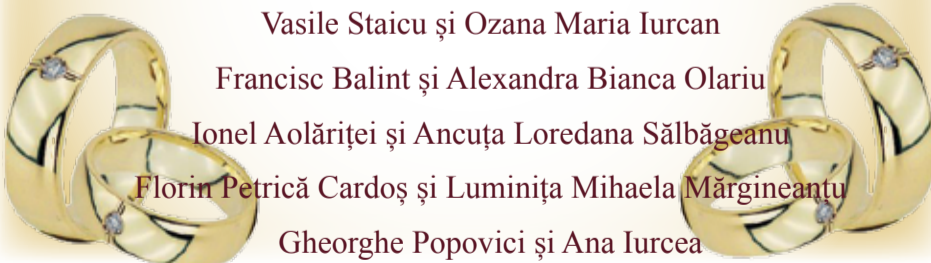 Vasile Staicu și Ozana Maria Iurcan
Francisc Balint și Alexandra Bianca Olariu
Ionel Aolăriței și Ancuța Loredana Sălbăgeanu
Florin Petrică Cardoș și Luminița Mihaela Mărgineantu
Gheorghe Popovici și Ana Iurcea